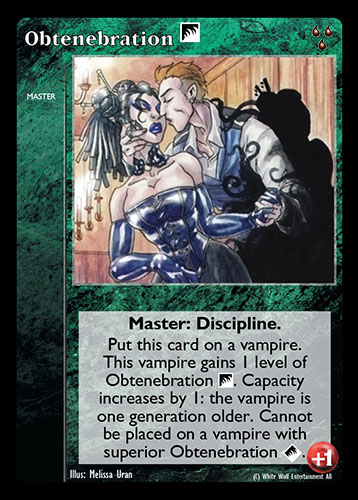 Obtenebration
MASTER
Master: Discipline.
Put this card on a vampire.
This vampire gains 1 level of
Obtenebration . Capacity
increases by 1: the vampire is
one generation older. Cannot
be placed on a vampire with
superior Obtenebration .
+1
Illus: Melissa Uran
(C) White Wolf Entertainment AB